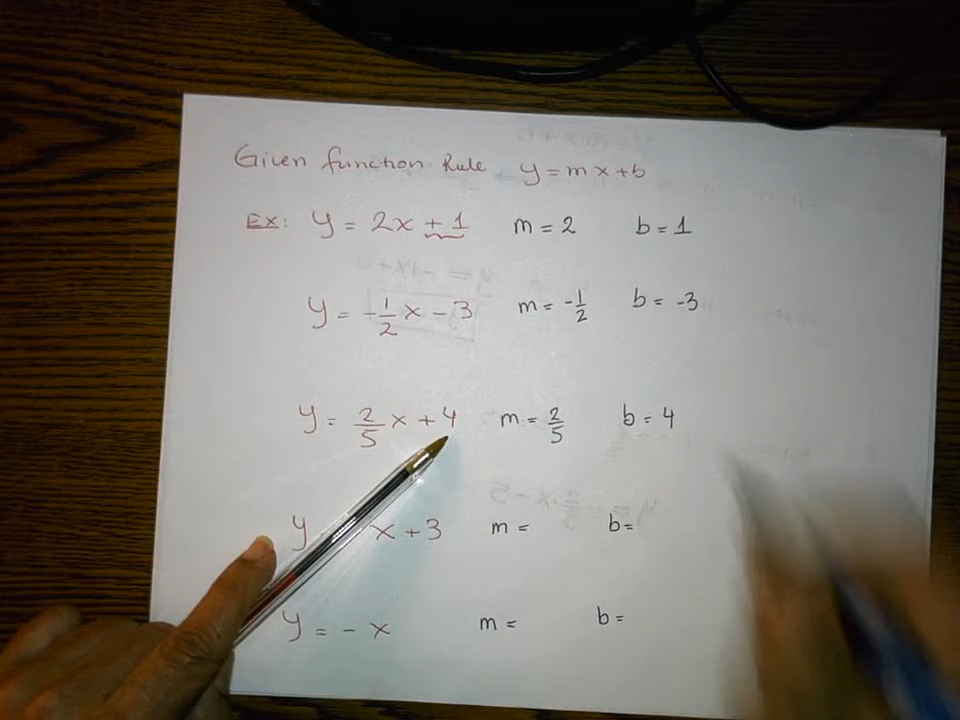 Given function Rule y = mx + b
EX: y = 2x + 1 m = 2 b = 1
y = -1/2 x - 3 m = -1/2 b = -3
y = 2/5 x + 4 m = 2/5 b = 4
y x + 3 m = b =
y = - x m = b =